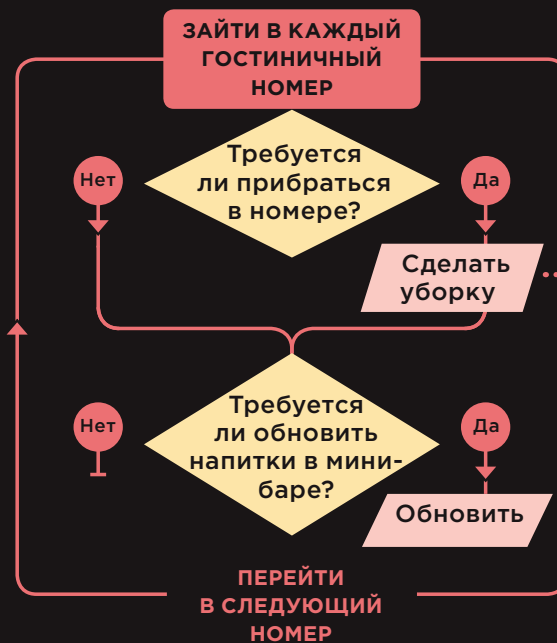 ЗАЙТИ В КАЖДЫЙ
ГОСТИНИЧНЫЙ
НОМЕР
Требуется
ли прибраться
в номере?
Нет
Да
Сделать
уборку
Требуется
ли обновить
напитки в мини-
баре?
Нет
Да
Обновить
ПЕРЕЙТИ
В СЛЕДУЮЩИЙ
НОМЕР